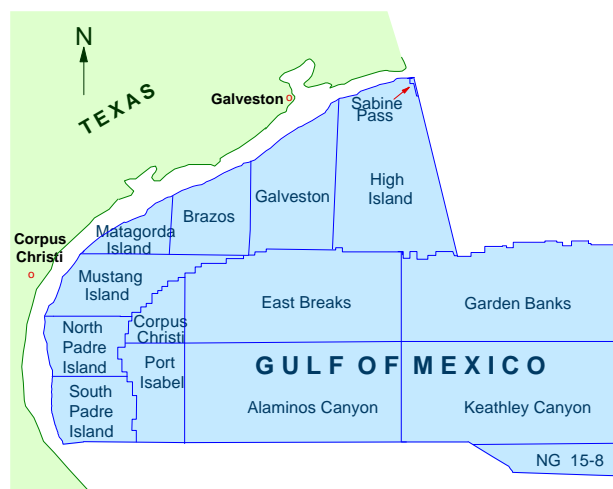 N
TEXAS
Galveston
Sabine
Pass
High
Island
Galveston
Brazos
Matagorda
Island
Corpus
Christi
Mustang
Island
East Breaks
Garden Banks
North
Padre
Island
Corpus
Christi
Port
Isabel
GULF OF MEXICO
South
Padre
Island
Alaminos Canyon
Keathley Canyon
NG 15-8